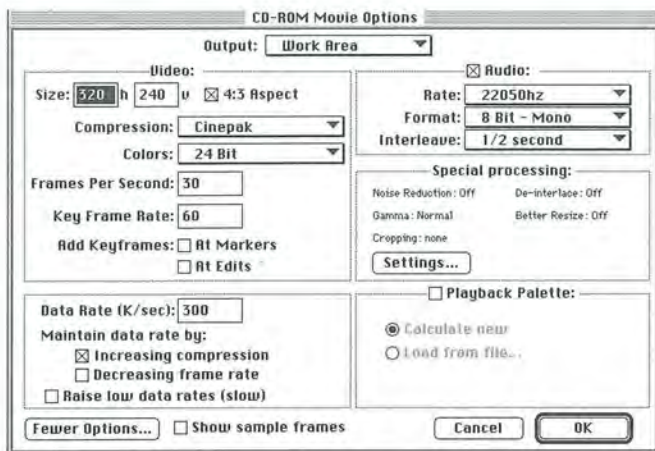 CD-ROM Movie Options
Output: Work Area
Video:
Size: 320 h 240 v 4:3 Aspect
Compression: Cinepak
Colors: 24 Bit
Frames Per Second: 30
Key Frame Rate: 60
Add Keyframes: At Markers
At Edits
Audio:
Rate: 22050hz
Format: 8 Bit - Mono
Interleave: 1/2 second
Special processing:
Noise Reduction: Off De-interlace: Off
Gamma: Normal Better Resize: Off
Cropping: none
Settings...
Data Rate (K/sec): 300
Maintain data rate by:
Increasing compression
Decreasing frame rate
Raise low data rates (slow)
Playback Palette:
Calculate new
Load from file...
Fewer Options... Show sample frames Cancel OK